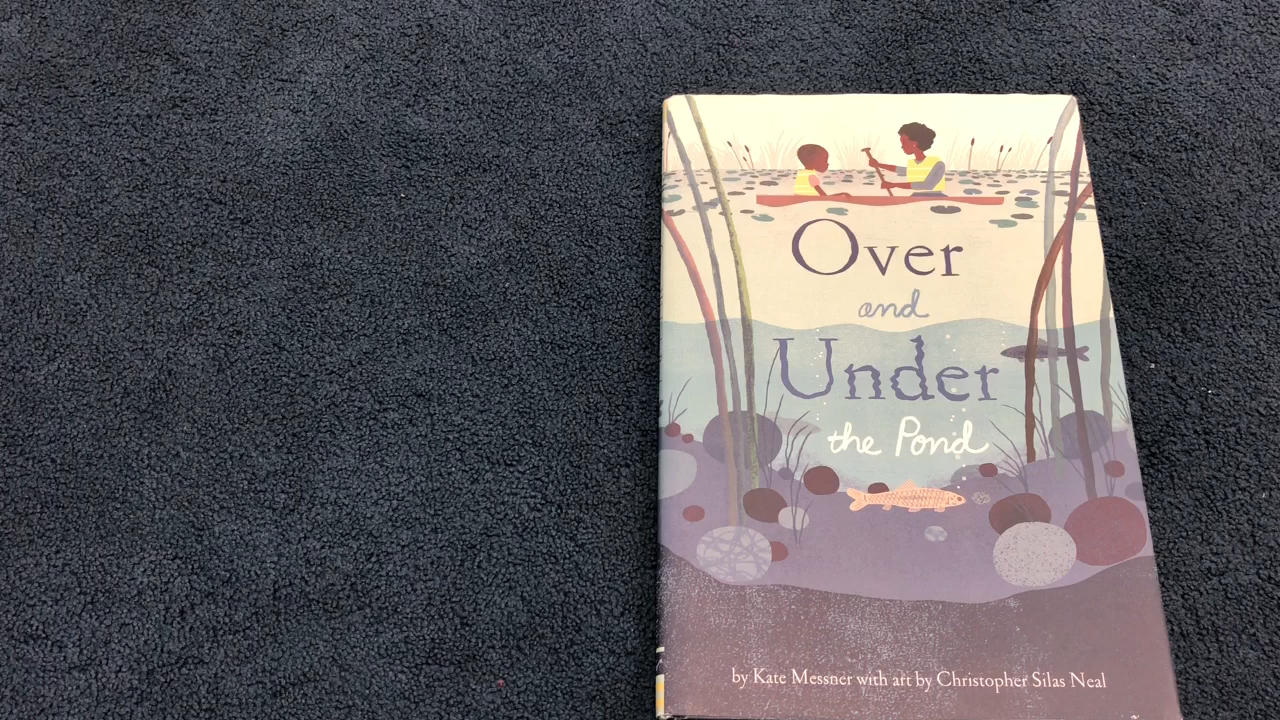 Over
and
Under
the Pond
by Kate Messner with art by Christopher Silas Neal